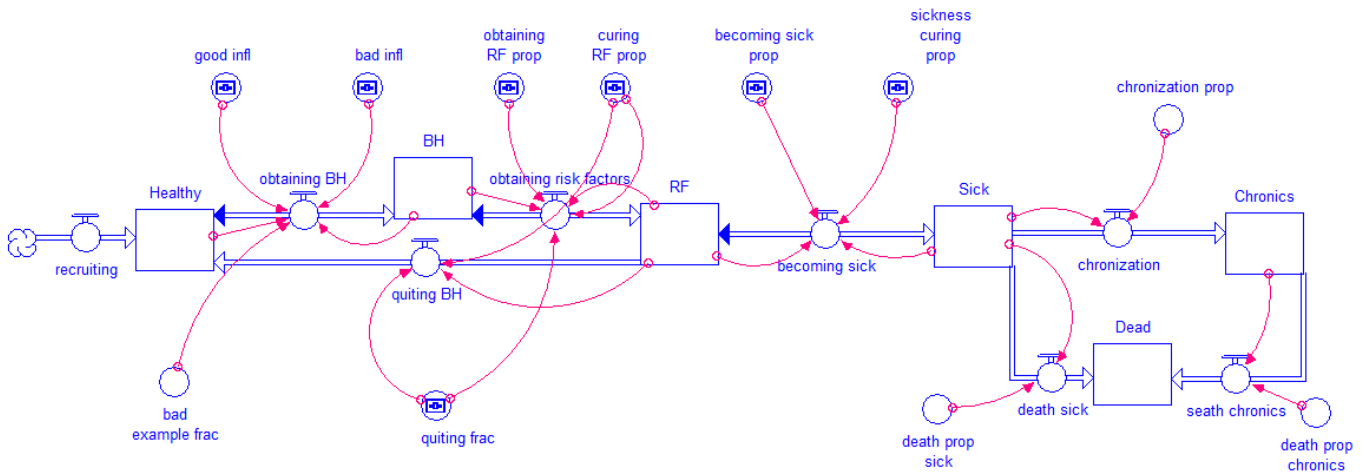 good infl
bad infl
obtaining
RF prop
curing
RF prop
becoming sick
prop
sickness
curing
prop
chronization prop
BH
Healthy
obtaining BH
obtaining risk factors
RF
Sick
Chronics
recruiting
quiting BH
becoming sick
chronization
Dead
bad
example frac
quiting frac
death prop
sick
death sick
seath chronics
death prop
chronics